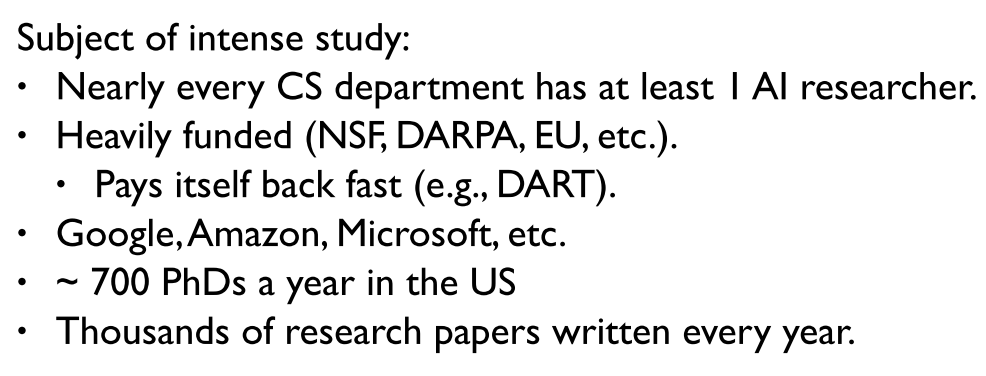 Subject of intense study:
• Nearly every CS department has at least 1 AI researcher.
• Heavily funded (NSF, DARPA, EU, etc.).
• Pays itself back fast (e.g., DART).
• Google, Amazon, Microsoft, etc.
• ~ 700 PhDs a year in the US
• Thousands of research papers written every year.